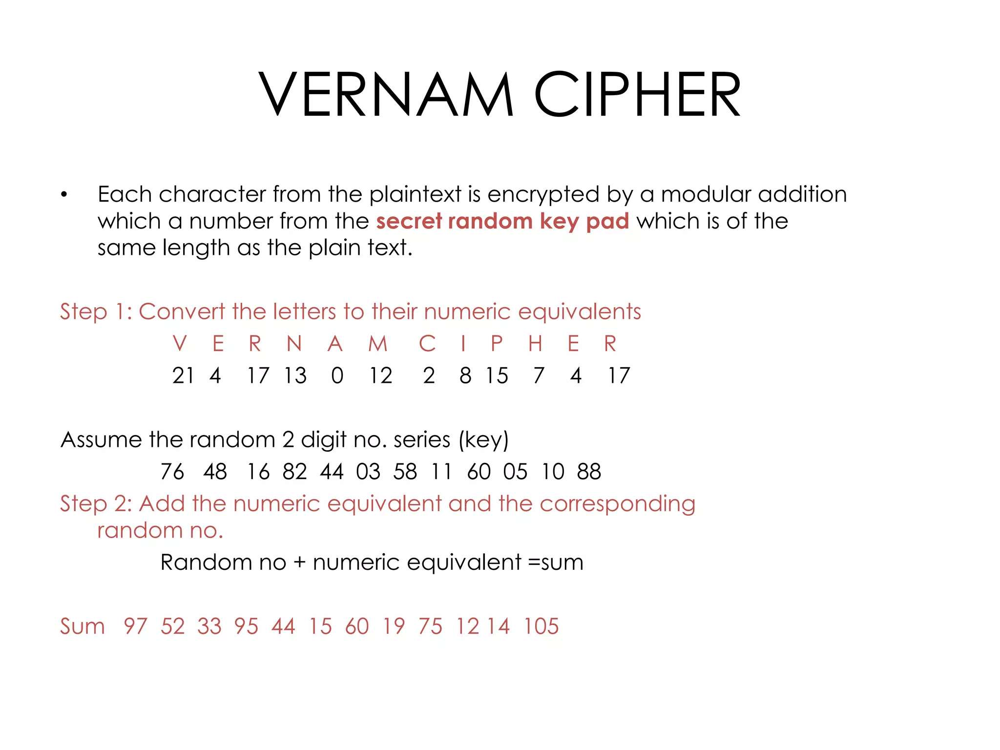 VERNAM CIPHER
• Each character from the plaintext is encrypted by a modular addition
which a number from the secret random key pad which is of the
same length as the plain text.
Step 1: Convert the letters to their numeric equivalents
V E R N A M C I P H E R
21 4 17 13 0 12 2 8 15 7 4 17
Assume the random 2 digit no. series (key)
76 48 16 82 44 03 58 11 60 05 10 88
Step 2: Add the numeric equivalent and the corresponding
random no.
Random no + numeric equivalent =sum
Sum 97 52 33 95 44 15 60 19 75 12 14 105